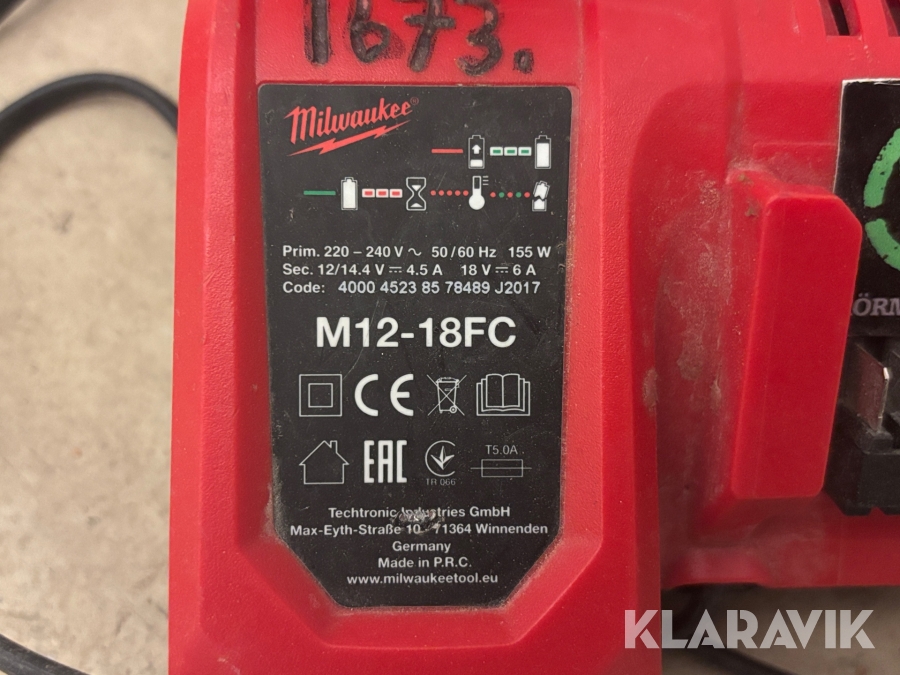 1673.
Milwaukee®
Prim. 220 – 240 V ~ 50 / 60 Hz 155 W
Sec. 12/14.4 V ⎓ 4.5 A 18 V ⎓ 6 A
Code: 4000 4523 85 78489 J2017
M12-18FC
CE
EAC
TR 066
T5.0A
Techtronic Industries GmbH
Max-Eyth-Straße 10 71364 Winnenden
Germany
Made in P.R.C.
www.milwaukeetool.eu
KLARAVIK